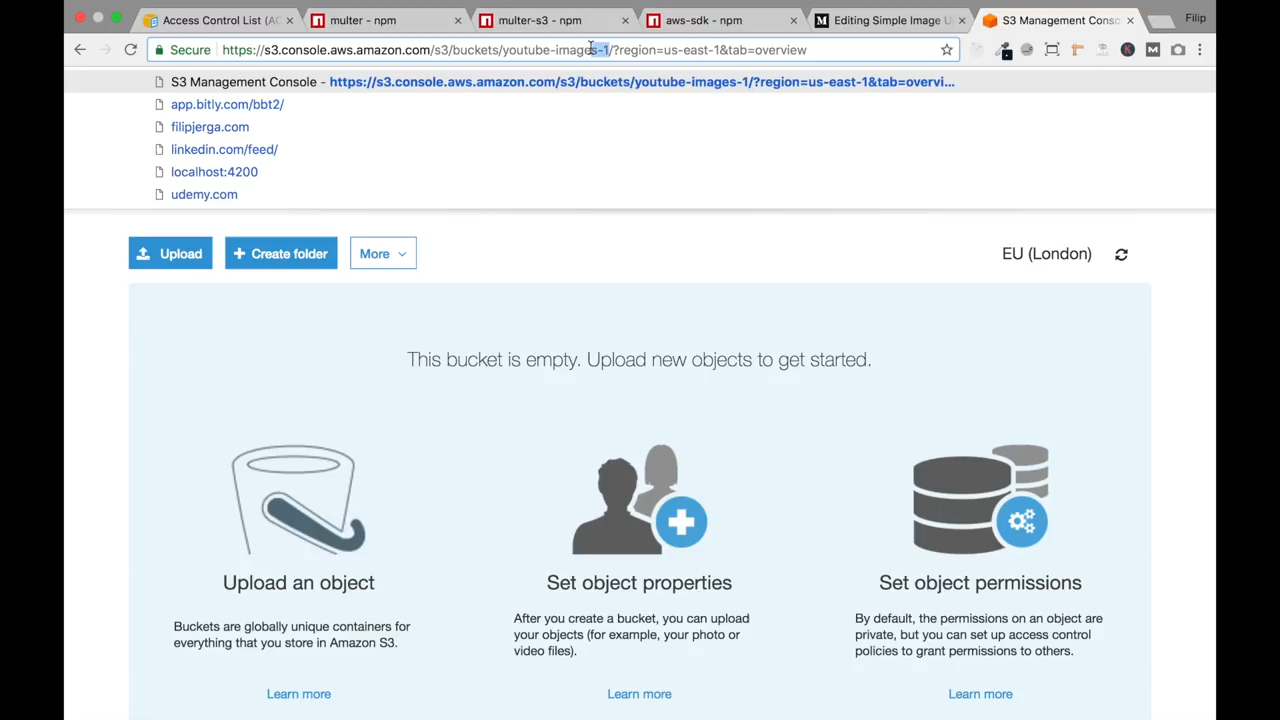 Access Control List (AC
multer - npm
multer-s3 - npm
aws-sdk - npm
Editing Simple Image U
S3 Management Conso
Filip
Secure
https://s3.console.aws.amazon.com/s3/buckets/youtube-images-1/?region=us-east-1&tab=overview
S3 Management Console - https://s3.console.aws.amazon.com/s3/buckets/youtube-images-1/?region=us-east-1&tab=overvi...
app.bitly.com/bbt2/
filipjerga.com
linkedin.com/feed/
localhost:4200
udemy.com
Upload
Create folder
More
EU (London)
This bucket is empty. Upload new objects to get started.
Upload an object
Buckets are globally unique containers for
everything that you store in Amazon S3.
Learn more
Set object properties
After you create a bucket, you can upload
your objects (for example, your photo or
video files).
Learn more
Set object permissions
By default, the permissions on an object are
private, but you can set up access control
policies to grant permissions to others.
Learn more